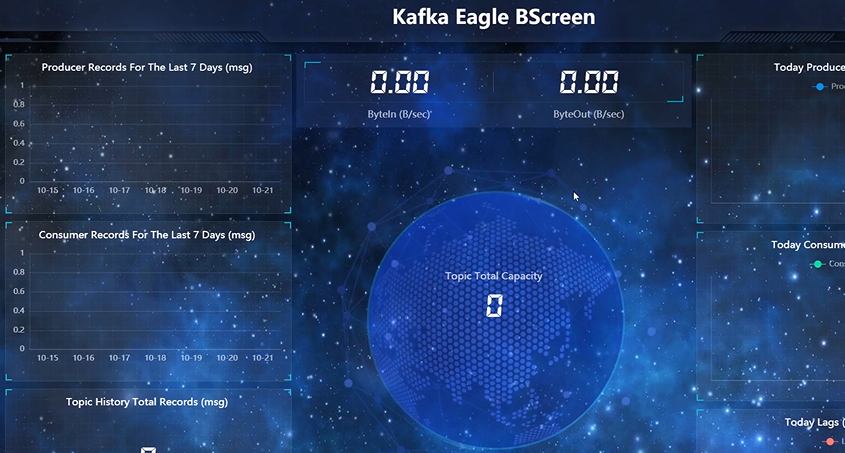 Kafka Eagle BScreen
Producer Records For The Last 7 Days (msg)
1
0.8
0.6
0.4
0.2
0
10-15 10-16 10-17 10-18 10-19 10-20 10-21
Consumer Records For The Last 7 Days (msg)
1
0.8
0.6
0.4
0.2
0
10-15 10-16 10-17 10-18 10-19 10-20 10-21
Topic History Total Records (msg)
0.00 0.00
ByteIn (B/sec) ByteOut (B/sec)
Topic Total Capacity
0
Today Produce
Pro
Today Consum
Con
Today Lags (
L